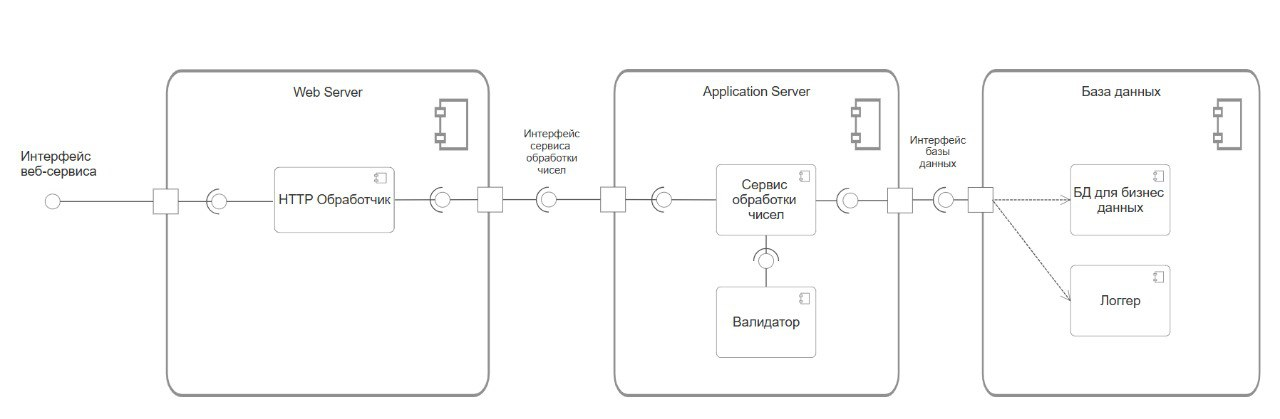 Web Server
Application Server
База данных
Интерфейс
веб-сервиса
HTTP Обработчик
Интерфейс
сервиса
обработки
чисел
Сервис
обработки
чисел
Валидатор
Интерфейс
базы
данных
БД для бизнес
данных
Логгер